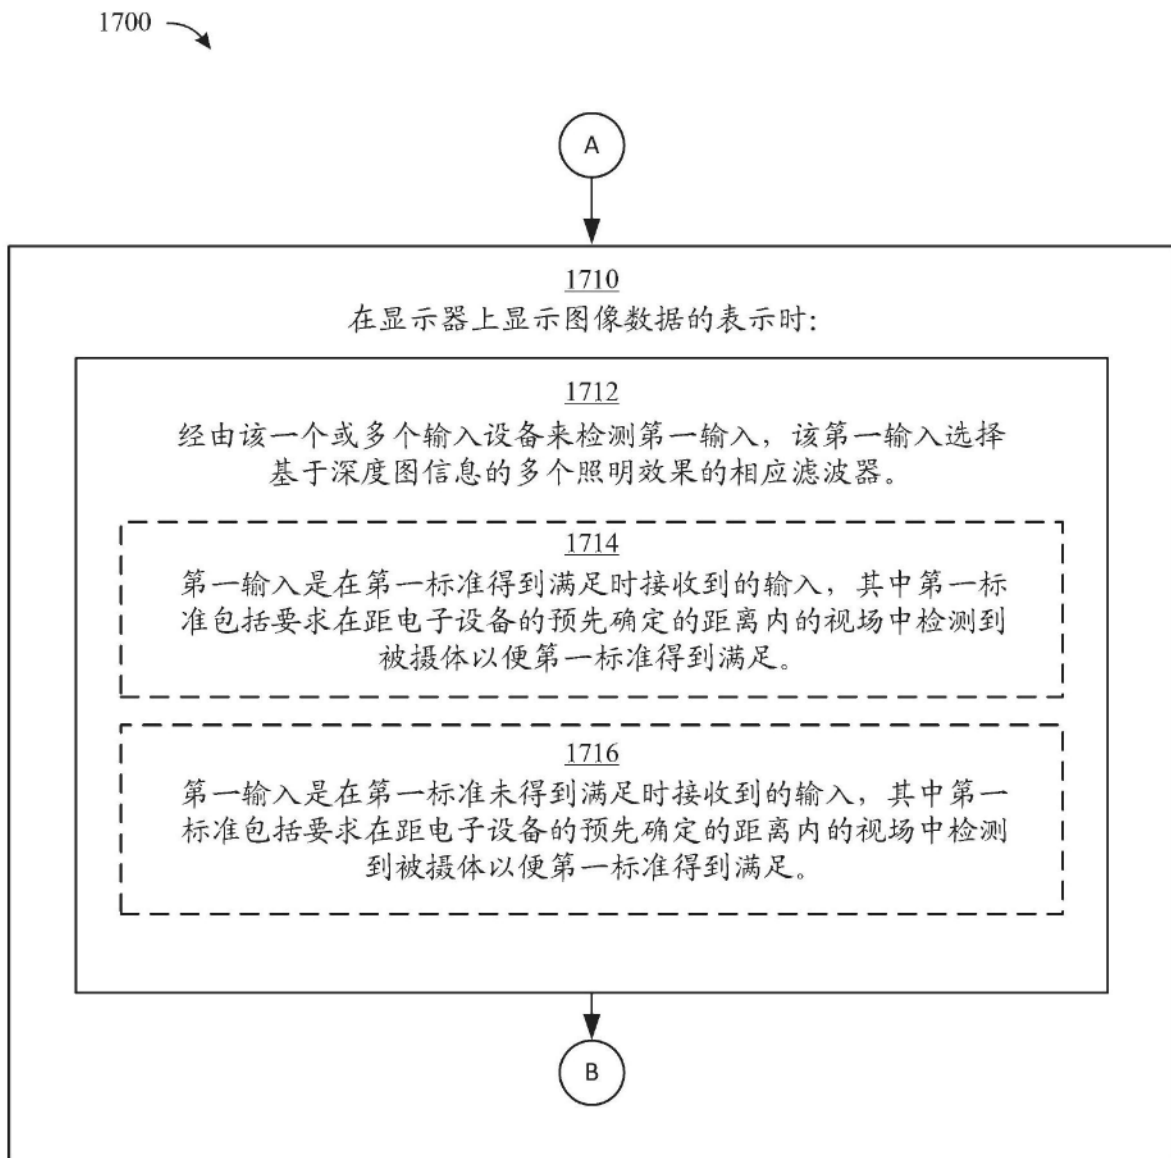 1700
A
1710
在显示器上显示图像数据的表示时：
1712
经由该一个或多个输入设备来检测第一输入，该第一输入选择
基于深度图信息的多个照明效果的相应滤波器。
1714
第一输入是在第一标准得到满足时接收到的输入，其中第一标
准包括要求在距电子设备的预先确定的距离内的视场中检测到
被摄体以便第一标准得到满足。
1716
第一输入是在第一标准未得到满足时接收到的输入，其中第一
标准包括要求在距电子设备的预先确定的距离内的视场中检测
到被摄体以便第一标准得到满足。
B